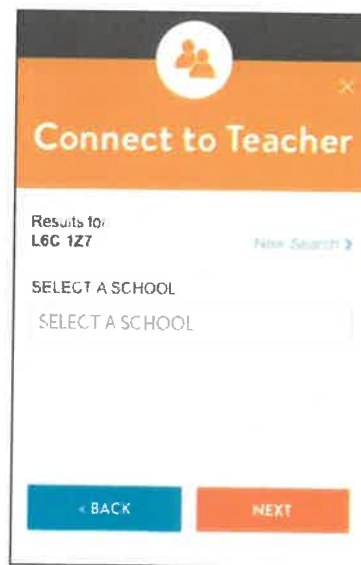 Connect to Teacher
Results for
L6C 1Z7
New Search >
SELECT A SCHOOL
SELECT A SCHOOL
< BACK
NEXT